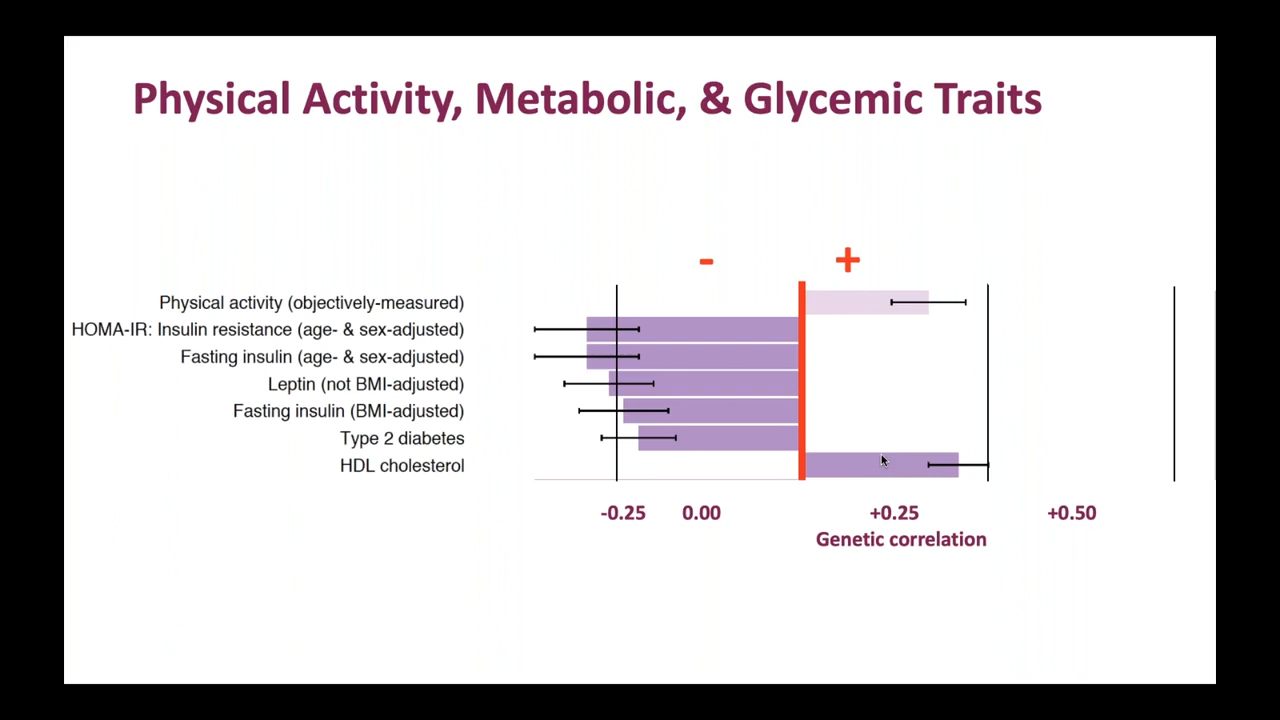 Physical Activity, Metabolic, & Glycemic Traits
- +
Physical activity (objectively-measured)
HOMA-IR: Insulin resistance (age- & sex-adjusted)
Fasting insulin (age- & sex-adjusted)
Leptin (not BMI-adjusted)
Fasting insulin (BMI-adjusted)
Type 2 diabetes
HDL cholesterol
-0.25 0.00 +0.25 +0.50
Genetic correlation